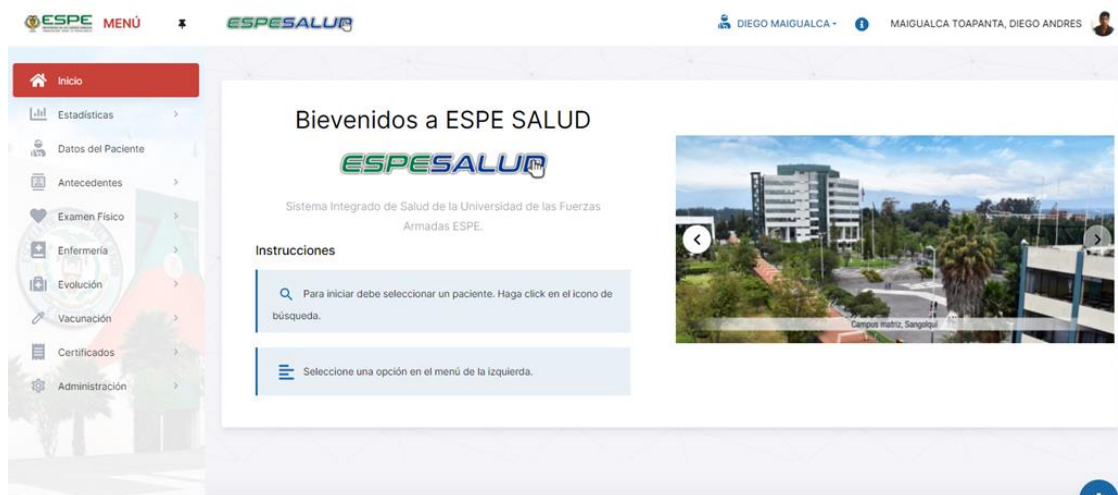 ESPE MENÚ
ESPESALUD
DIEGO MAIGUALCA
MAIGUALCA TOAPANTA, DIEGO ANDRES
Inicio
Estadísticas
Datos del Paciente
Antecedentes
Examen Físico
Enfermería
Evolución
Vacunación
Certificados
Administración
Bievenidos a ESPE SALUD
ESPESALUD
Sistema Integrado de Salud de la Universidad de las Fuerzas
Armadas ESPE.
Instrucciones
Para iniciar debe seleccionar un paciente. Haga click en el icono de
búsqueda.
Seleccione una opción en el menú de la izquierda.
Campus matriz, Sangolquí